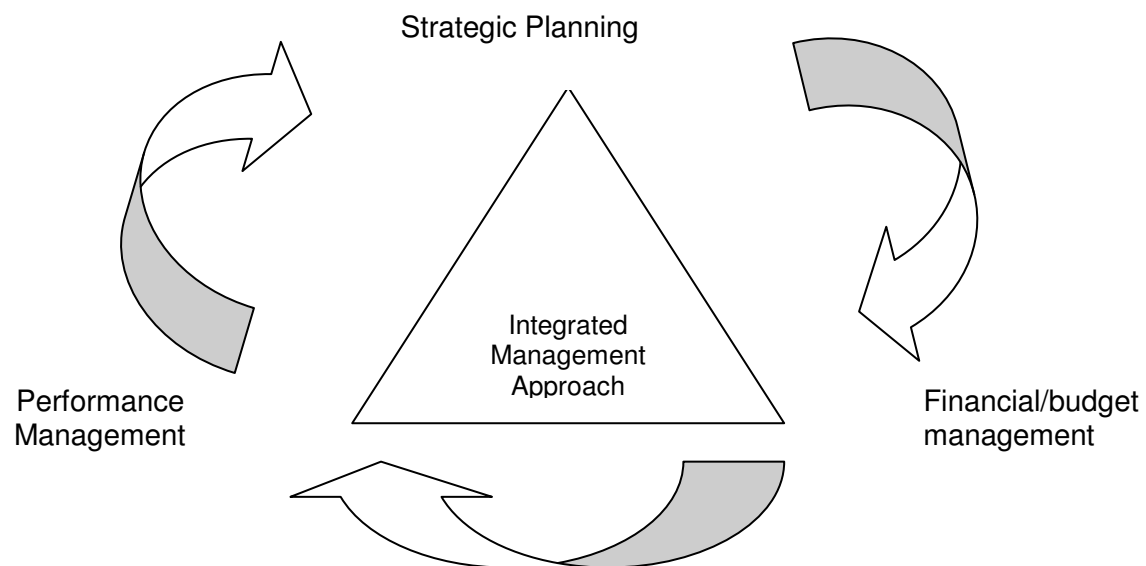 Strategic Planning
Integrated
Management
Approach
Performance
Management
Financial/budget
management